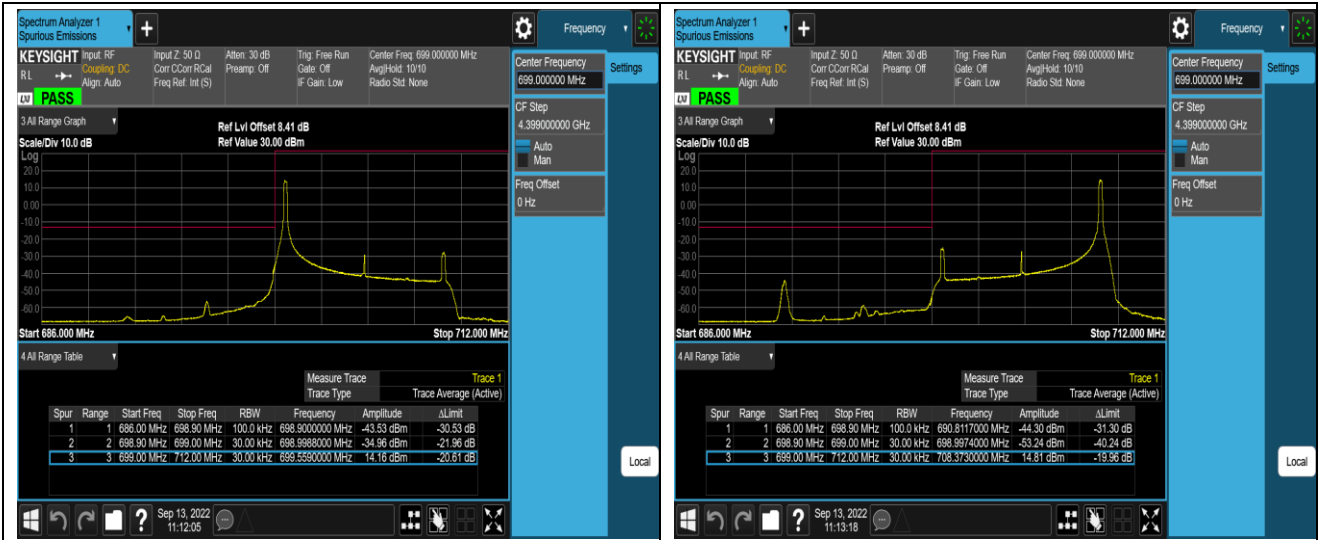 Spectrum Analyzer 1
Spurious Emissions
+
Frequency
KEYSIGHT
Input: RF
Coupling: DC
Align: Auto
Input Z: 50 Ω
Corr CCorr RCal
Freq Ref: Int (S)
Atten: 30 dB
Preamp: Off
Trig: Free Run
Gate: Off
IF Gain: Low
Center Freq: 699.000000 MHz
Avg|Hold: 10/10
Radio Std: None
RL
LXI
PASS
Center Frequency
699.000000 MHz
Settings
CF Step
4.399000000 GHz
Auto
Man
Freq Offset
0 Hz
3 All Range Graph
Ref Lvl Offset 8.41 dB
Scale/Div 10.0 dB
Ref Value 30.00 dBm
Log
20.0
10.0
0.00
-10.0
-20.0
-30.0
-40.0
-50.0
-60.0
Start 686.000 MHz
Stop 712.000 MHz
4 All Range Table
Measure Trace Trace 1
Trace Type Trace Average (Active)
Spur Range Start Freq Stop Freq RBW Frequency Amplitude ΔLimit
1 1 686.00 MHz 698.90 MHz 100.0 kHz 698.9000000 MHz -43.53 dBm -30.53 dB
2 2 698.90 MHz 699.00 MHz 30.00 kHz 698.9988000 MHz -34.96 dBm -21.96 dB
3 3 699.00 MHz 712.00 MHz 30.00 kHz 699.5590000 MHz 14.16 dBm -20.61 dB
Local
?
Sep 13, 2022
11:12:05
Spectrum Analyzer 1
Spurious Emissions
+
Frequency
KEYSIGHT
Input: RF
Coupling: DC
Align: Auto
Input Z: 50 Ω
Corr CCorr RCal
Freq Ref: Int (S)
Atten: 30 dB
Preamp: Off
Trig: Free Run
Gate: Off
IF Gain: Low
Center Freq: 699.000000 MHz
Avg|Hold: 10/10
Radio Std: None
RL
LXI
PASS
Center Frequency
699.000000 MHz
Settings
CF Step
4.399000000 GHz
Auto
Man
Freq Offset
0 Hz
3 All Range Graph
Ref Lvl Offset 8.41 dB
Scale/Div 10.0 dB
Ref Value 30.00 dBm
Log
20.0
10.0
0.00
-10.0
-20.0
-30.0
-40.0
-50.0
-60.0
Start 686.000 MHz
Stop 712.000 MHz
4 All Range Table
Measure Trace Trace 1
Trace Type Trace Average (Active)
Spur Range Start Freq Stop Freq RBW Frequency Amplitude ΔLimit
1 1 686.00 MHz 698.90 MHz 100.0 kHz 690.8117000 MHz -44.30 dBm -31.30 dB
2 2 698.90 MHz 699.00 MHz 30.00 kHz 698.9974000 MHz -53.24 dBm -40.24 dB
3 3 699.00 MHz 712.00 MHz 30.00 kHz 708.3730000 MHz 14.81 dBm -19.96 dB
Local
?
Sep 13, 2022
11:13:18